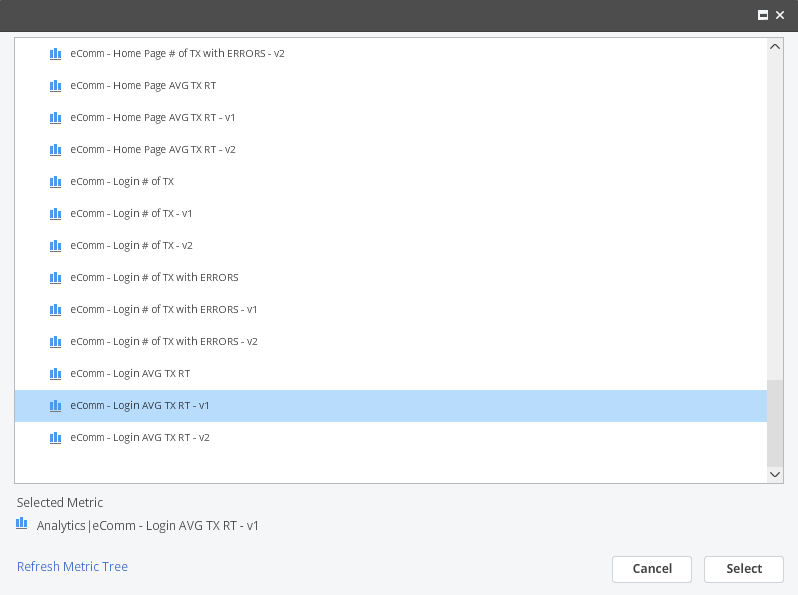 eComm - Home Page # of TX with ERRORS - v2
eComm - Home Page AVG TX RT
eComm - Home Page AVG TX RT - v1
eComm - Home Page AVG TX RT - v2
eComm - Login # of TX
eComm - Login # of TX - v1
eComm - Login # of TX - v2
eComm - Login # of TX with ERRORS
eComm - Login # of TX with ERRORS - v1
eComm - Login # of TX with ERRORS - v2
eComm - Login AVG TX RT
eComm - Login AVG TX RT - v1
eComm - Login AVG TX RT - v2
Selected Metric
Analytics|eComm - Login AVG TX RT - v1
Refresh Metric Tree
Cancel
Select